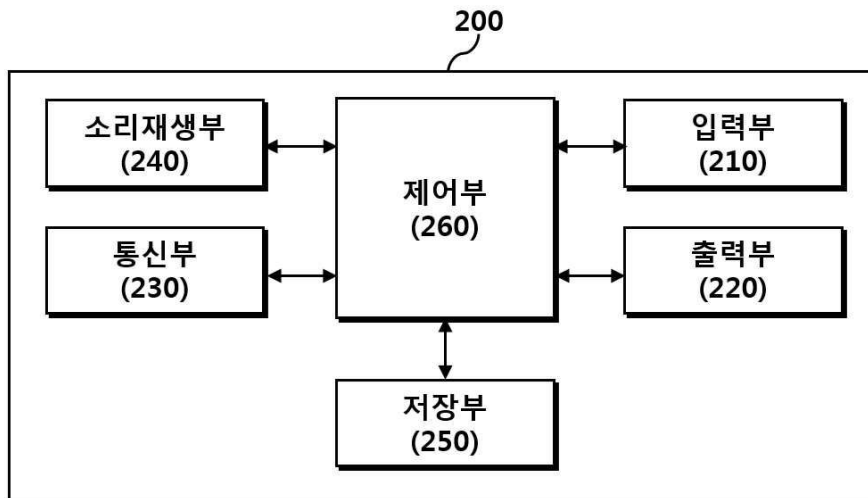 200
소리재생부
(240)
제어부
(260)
입력부
(210)
통신부
(230)
출력부
(220)
저장부
(250)